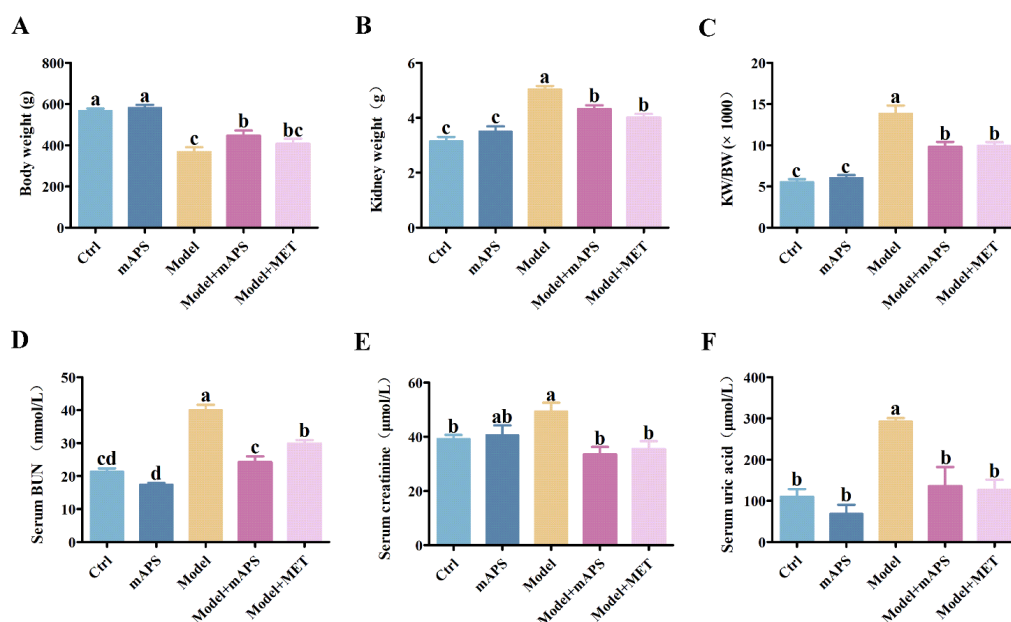 A
Body weight (g)
800
600
400
200
0
a
a
c
b
bc
Ctrl
mAPS
Model
Model+mAPS
Model+MET
B
Kidney weight（g）
6
4
2
0
c
c
a
b
b
Ctrl
mAPS
Model
Model+mAPS
Model+MET
C
KW/BW (× 1000)
20
15
10
5
0
c
c
a
b
b
Ctrl
mAPS
Model
Model+mAPS
Model+MET
D
Serum BUN（mmol/L）
50
40
30
20
10
0
cd
d
a
c
b
Ctrl
mAPS
Model
Model+mAPS
Model+MET
E
Serum creatinine（μmol/L）
60
40
20
0
b
ab
a
b
b
Ctrl
mAPS
Model
Model+mAPS
Model+MET
F
Serum uric acid（μmol/L）
400
300
200
100
0
b
b
a
b
b
Ctrl
mAPS
Model
Model+mAPS
Model+MET